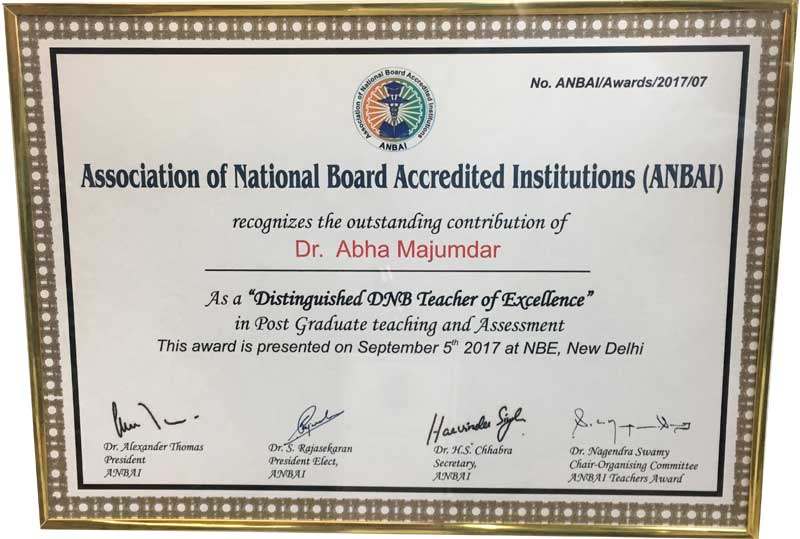 No. ANBAI/Awards/2017/07
Association of National Board Accredited Institutions
ANBAI
Association of National Board Accredited Institutions (ANBAI)
recognizes the outstanding contribution of
Dr. Abha Majumdar
As a "Distinguished DNB Teacher of Excellence"
in Post Graduate teaching and Assessment
This award is presented on September 5th 2017 at NBE, New Delhi
Harvinder Singh
Dr. Alexander Thomas
President
ANBAI
Dr. S. Rajasekaran
President Elect,
ANBAI
Dr. H.S. Chhabra
Secretary,
ANBAI
Dr. Nagendra Swamy
Chair-Organising Committee
ANBAI Teachers Award